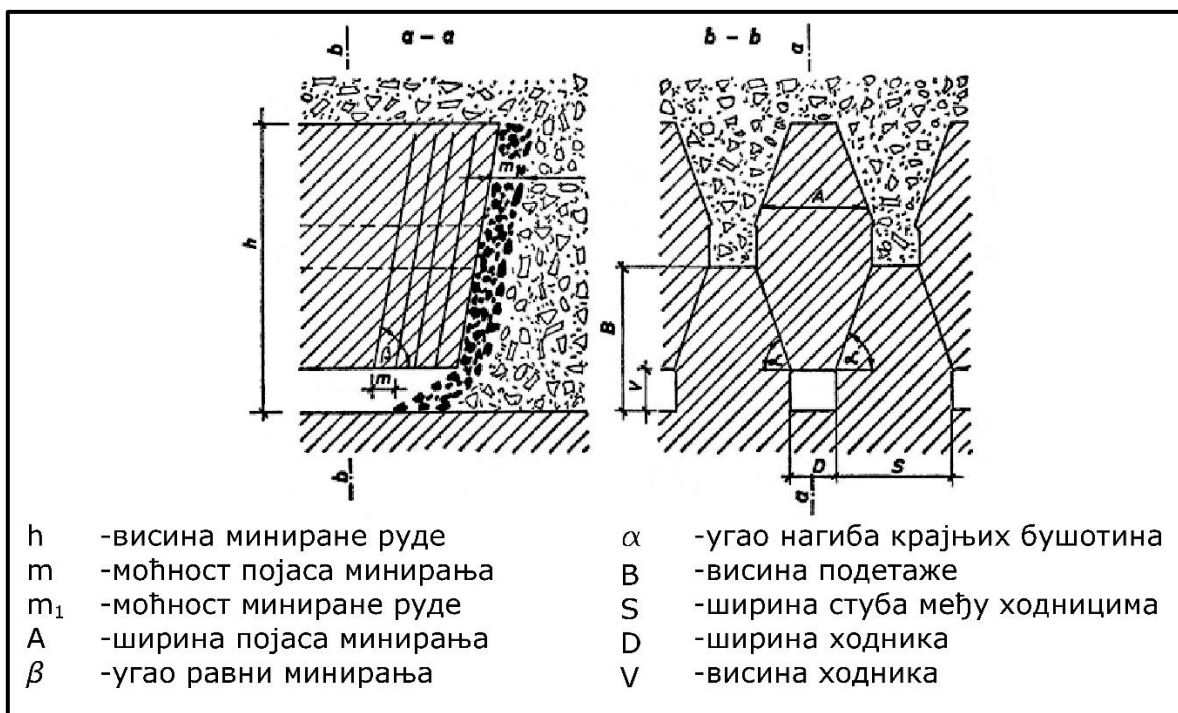 b
a - a
b - b
a
h
m₁
β
m
b
A
B
V
α
α
D
S
a
h -висина миниране руде
m -моћност појаса минирања
m₁ -моћност миниране руде
A -ширина појаса минирања
β -угао равни минирања
α -угао нагиба крајњих бушотина
B -висина подетаже
S -ширина стуба међу ходницима
D -ширина ходника
V -висина ходника